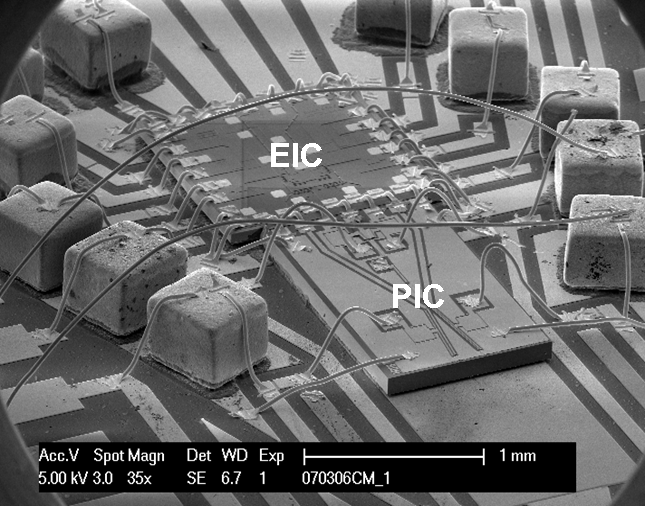 EIC
PIC
Acc.V Spot Magn Det WD Exp 1 mm
5.00 kV 3.0 35x SE 6.7 1 070306CM_1